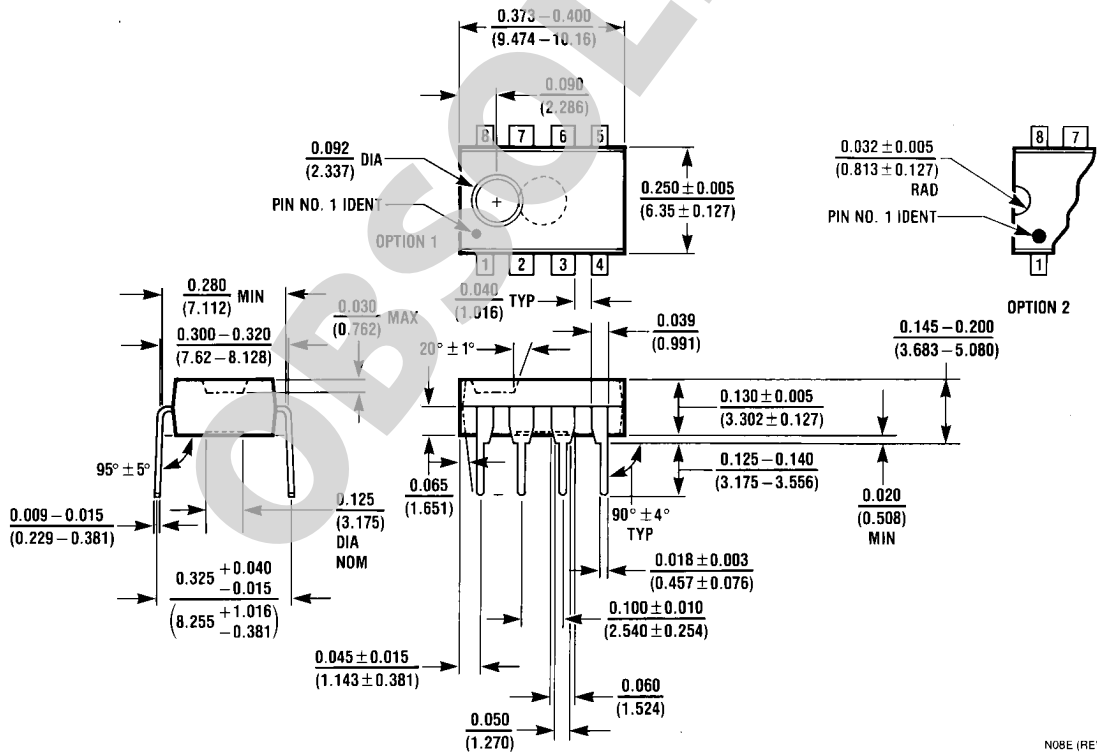 0.373 – 0.400
(9.474 – 10.16)
0.090
(2.286)
8 7 6 5
0.092 DIA
(2.337)
PIN NO. 1 IDENT
OPTION 1
1 2 3 4
0.250 ± 0.005
(6.35 ± 0.127)
8 7
0.032 ± 0.005
(0.813 ± 0.127)
RAD
PIN NO. 1 IDENT
1
OPTION 2
0.280 MIN
(7.112)
0.300 – 0.320
(7.62 – 8.128)
0.030 MAX
(0.762)
0.040 TYP
(1.016)
0.039
(0.991)
20° ± 1°
0.145 – 0.200
(3.683 – 5.080)
0.130 ± 0.005
(3.302 ± 0.127)
0.125 – 0.140
(3.175 – 3.556)
0.020
(0.508)
MIN
95° ± 5°
0.009 – 0.015
(0.229 – 0.381)
0.125
(3.175)
DIA
NOM
0.065
(1.651)
90° ± 4°
TYP
0.325 +0.040
-0.015
(8.255 +1.016
-0.381)
0.018 ± 0.003
(0.457 ± 0.076)
0.100 ± 0.010
(2.540 ± 0.254)
0.045 ± 0.015
(1.143 ± 0.381)
0.060
(1.524)
0.050
(1.270)
N08E (RE
OBSOL